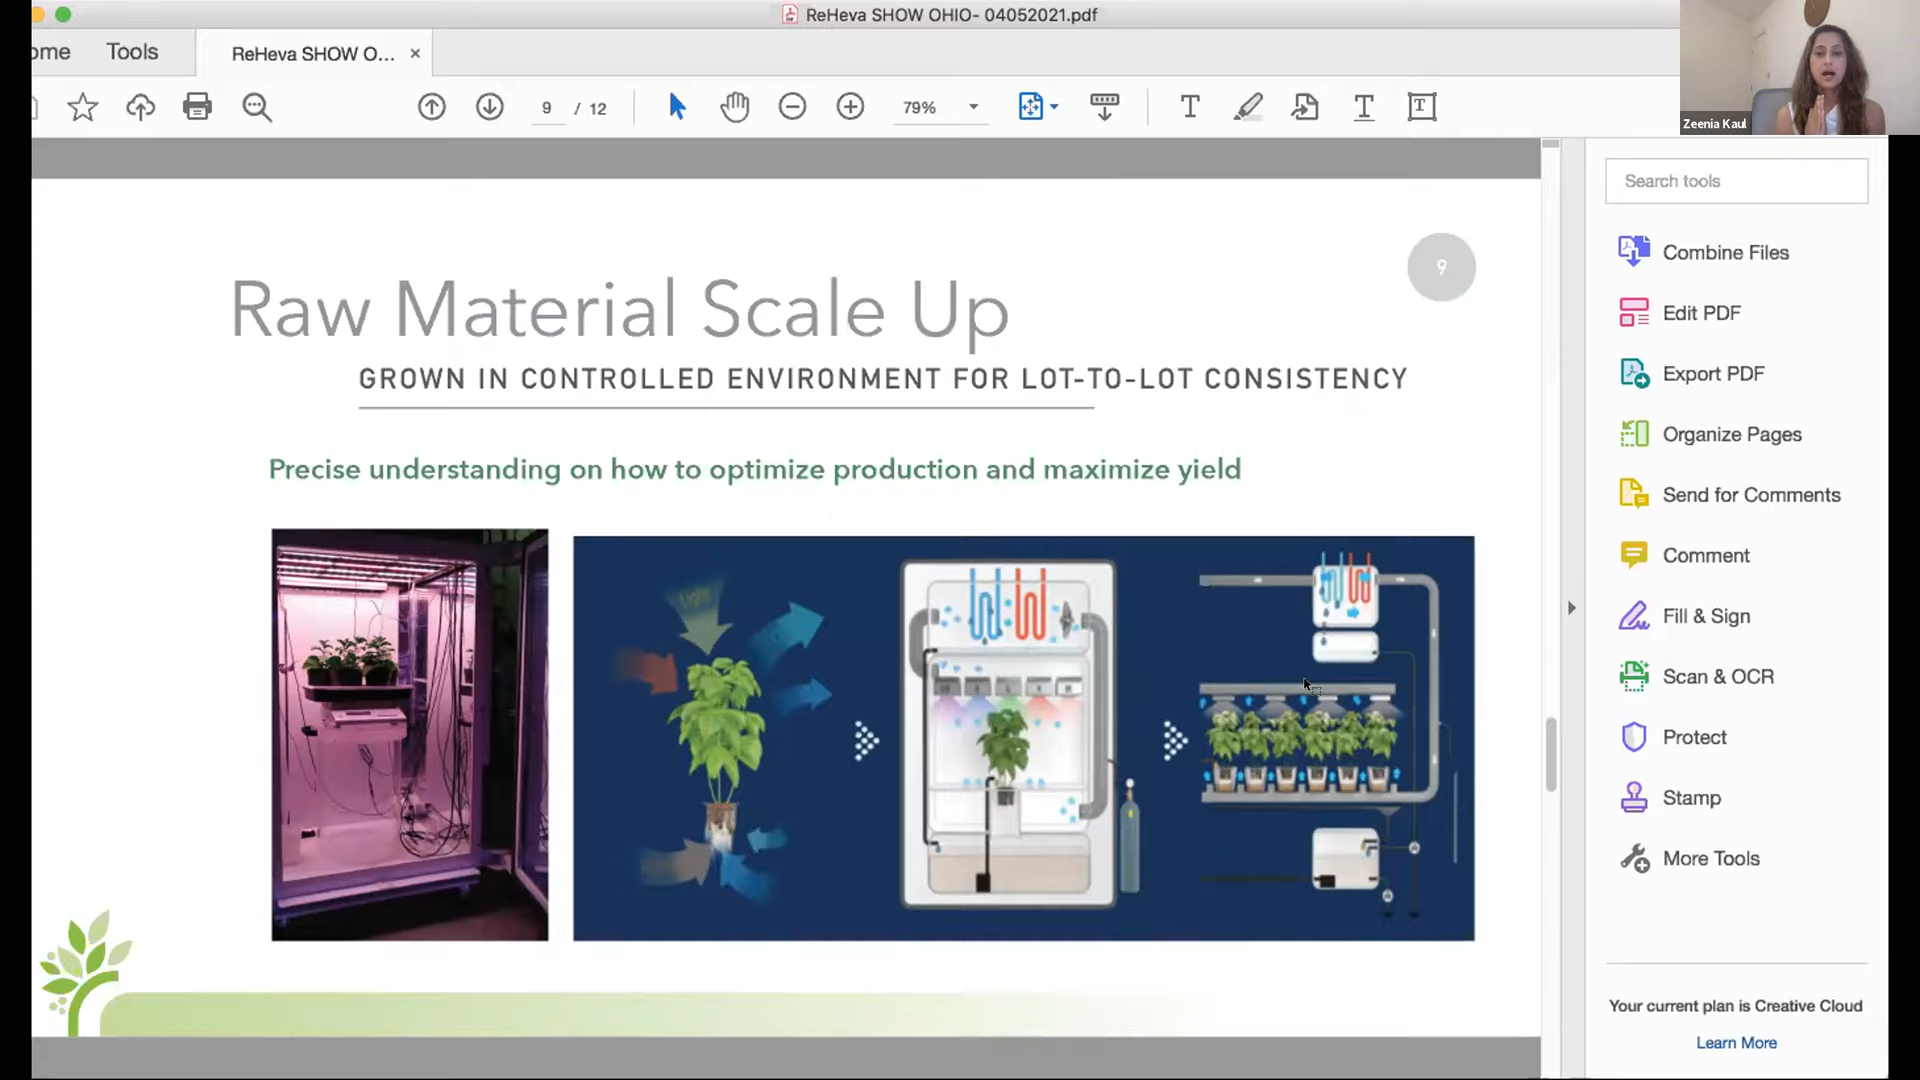 ReHeva SHOW OHIO- 04052021.pdf
ome
Tools
ReHeva SHOW O... ×
9 / 12
79%
Zeenia Kaul
Search tools
9
Raw Material Scale Up
GROWN IN CONTROLLED ENVIRONMENT FOR LOT-TO-LOT CONSISTENCY
Precise understanding on how to optimize production and maximize yield
Light
Combine Files
Edit PDF
Export PDF
Organize Pages
Send for Comments
Comment
Fill & Sign
Scan & OCR
Protect
Stamp
More Tools
Your current plan is Creative Cloud
Learn More